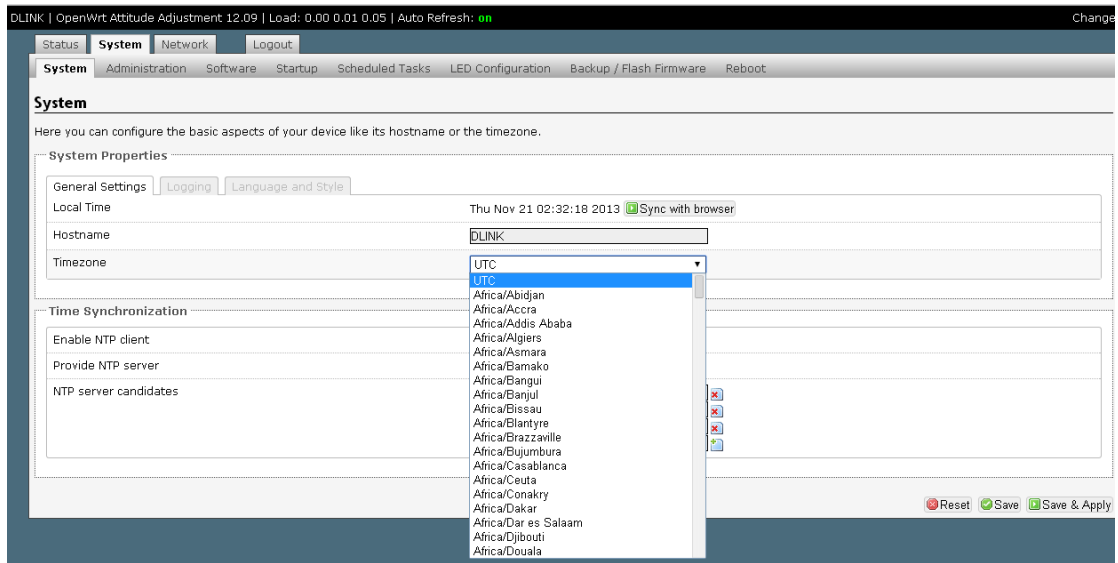 DLINK | OpenWrt Attitude Adjustment 12.09 | Load: 0.00 0.01 0.05 | Auto Refresh: on Change
Status System Network Logout
System Administration Software Startup Scheduled Tasks LED Configuration Backup / Flash Firmware Reboot
System
Here you can configure the basic aspects of your device like its hostname or the timezone.
System Properties
General Settings Logging Language and Style
Local Time Thu Nov 21 02:32:18 2013 Sync with browser
Hostname DLINK
Timezone UTC
UTC
Africa/Abidjan
Africa/Accra
Africa/Addis Ababa
Africa/Algiers
Africa/Asmara
Africa/Bamako
Africa/Bangui
Africa/Banjul
Africa/Bissau
Africa/Blantyre
Africa/Brazzaville
Africa/Bujumbura
Africa/Casablanca
Africa/Ceuta
Africa/Conakry
Africa/Dakar
Africa/Dar es Salaam
Africa/Djibouti
Africa/Douala
Time Synchronization
Enable NTP client
Provide NTP server
NTP server candidates
Reset Save Save & Apply